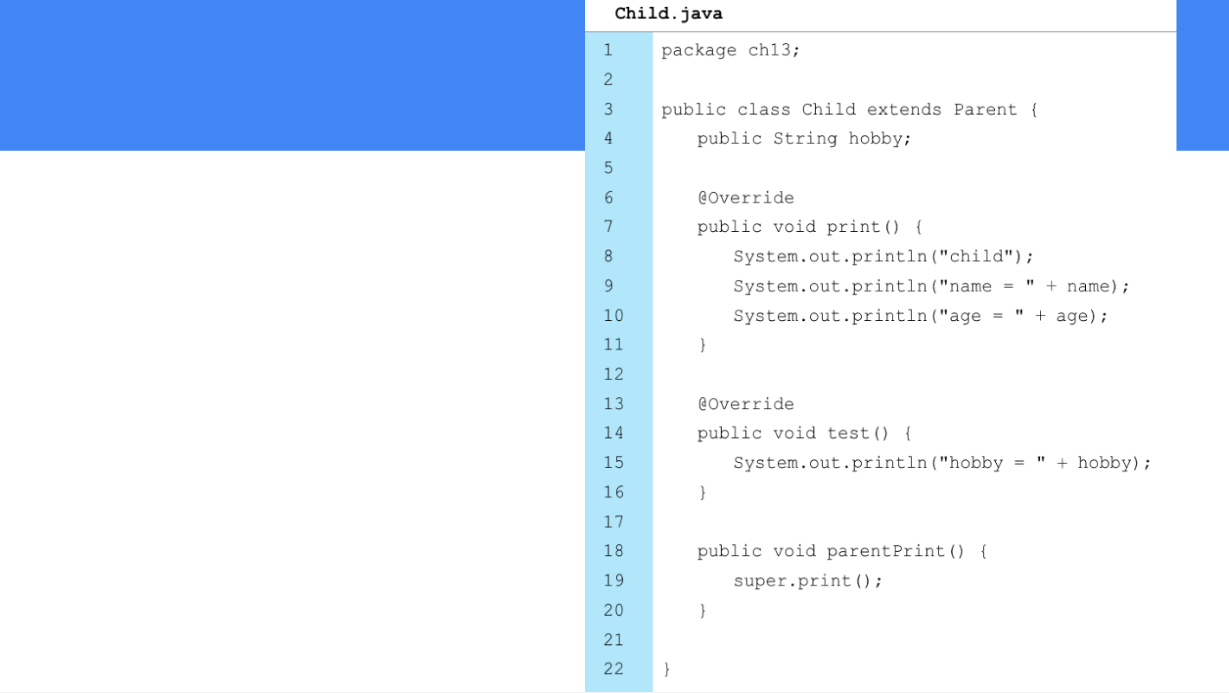 Child.java
1 package ch13;
2
3 public class Child extends Parent {
4 public String hobby;
5
6 @Override
7 public void print() {
8 System.out.println("child");
9 System.out.println("name = " + name);
10 System.out.println("age = " + age);
11 }
12
13 @Override
14 public void test() {
15 System.out.println("hobby = " + hobby);
16 }
17
18 public void parentPrint() {
19 super.print();
20 }
21
22 }